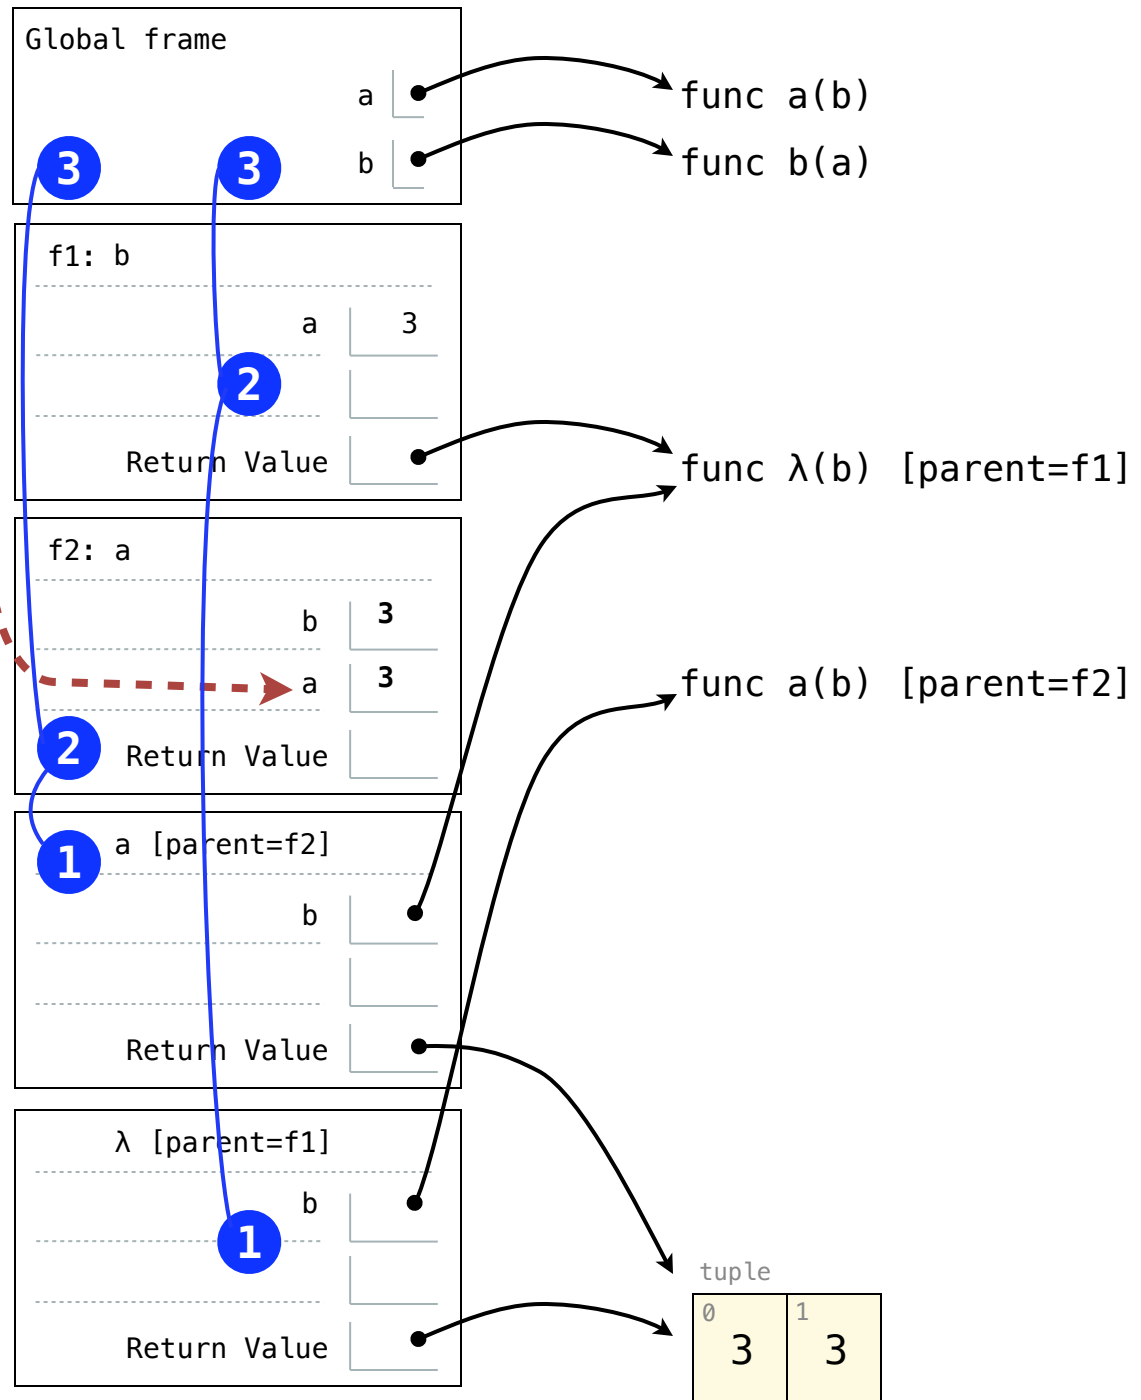 Global frame
a
func a(b)
b
func b(a)
3
3
f1: b
a 3
2
Return Value
func λ(b) [parent=f1]
f2: a
b 3
a 3
func a(b) [parent=f2]
2
Return Value
1
a [parent=f2]
b
Return Value
λ [parent=f1]
b
1
tuple
0 1
3 3
Return Value